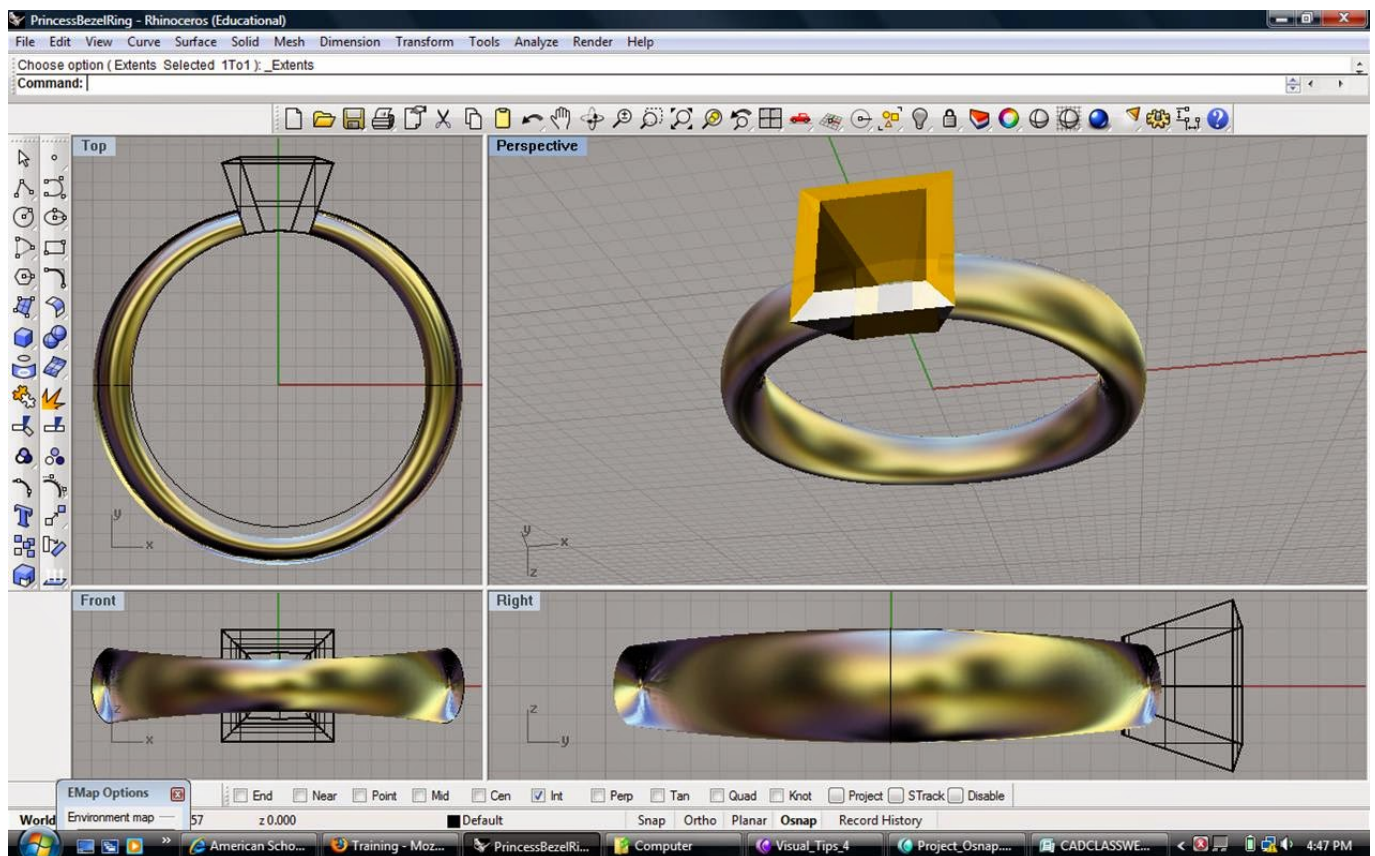 PrincessBezelRing - Rhinoceros (Educational)
File Edit View Curve Surface Solid Mesh Dimension Transform Tools Analyze Render Help
Choose option ( Extents Selected 1To1 ): _Extents
Command:
Top
Perspective
y
x
y
x
z
Front
Right
z
x
z
y
EMap Options
End Near Point Mid Cen Int Perp Tan Quad Knot Project STrack Disable
World
Environment map
57 z 0.000 Default Snap Ortho Planar Osnap Record History
American Scho... Training - Moz... PrincessBezelRi... Computer Visual_Tips_4 Project_Osnap.... CADCLASSWE... 4:47 PM